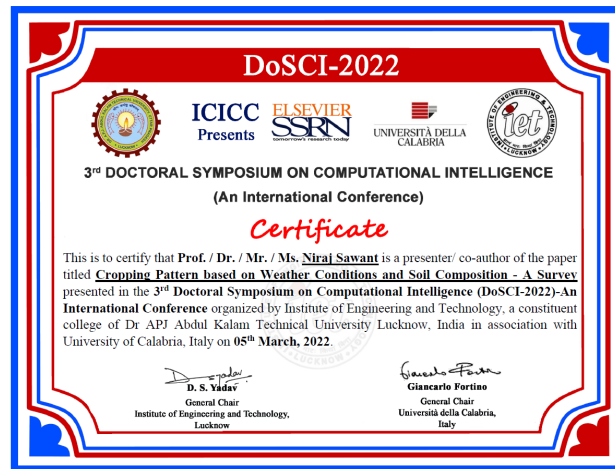 DoSCI-2022
ICICC
Presents
ELSEVIER
SSRN
tomorrow's research today
UNIVERSITÀ DELLA
CALABRIA
INSTITUTE OF ENGINEERING & TECHNOLOGY
iet
LUCKNOW
3rd DOCTORAL SYMPOSIUM ON COMPUTATIONAL INTELLIGENCE
(An International Conference)
Certificate
This is to certify that Prof. / Dr. / Mr. / Ms. Niraj Sawant is a presenter/ co-author of the paper
titled Cropping Pattern based on Weather Conditions and Soil Composition - A Survey
presented in the 3rd Doctoral Symposium on Computational Intelligence (DoSCI-2022)-An
International Conference organized by Institute of Engineering and Technology, a constituent
college of Dr APJ Abdul Kalam Technical University Lucknow, India in association with
University of Calabria, Italy on 05th March, 2022.
D. S. Yadav
General Chair
Institute of Engineering and Technology,
Lucknow
Giancarlo Fortino
General Chair
Università della Calabria,
Italy